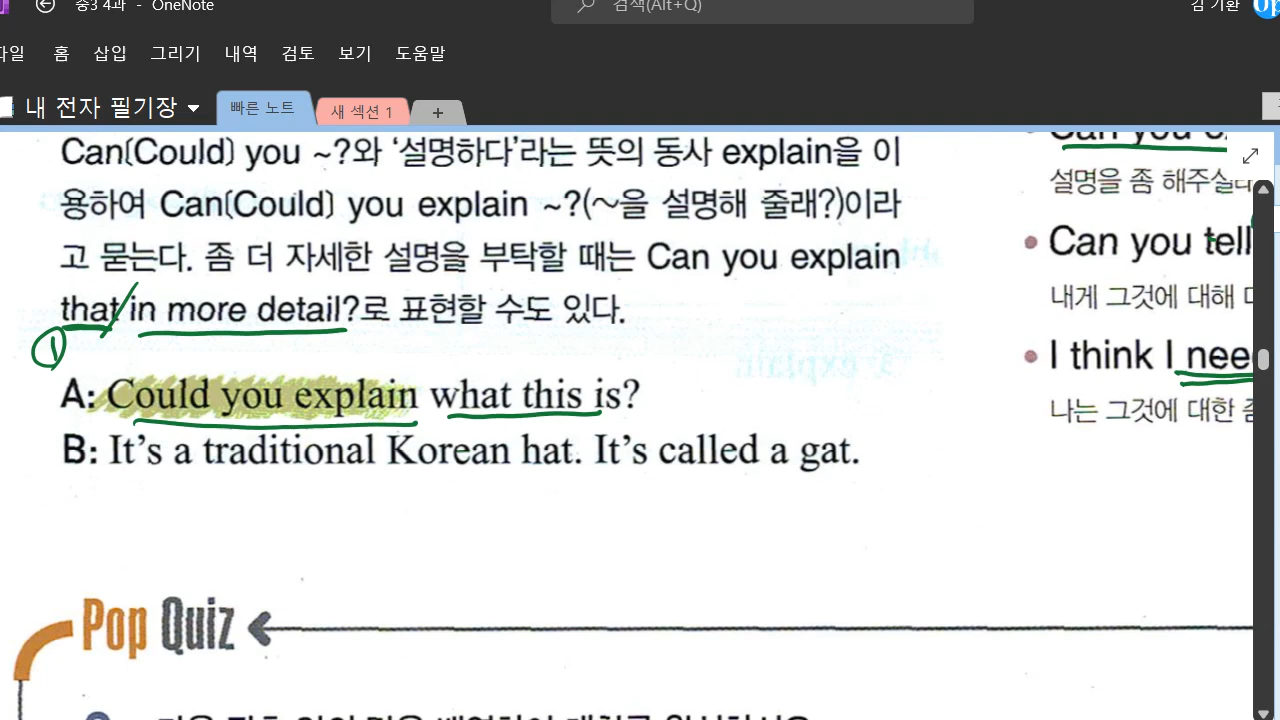 중3 4과 - OneNote
검색(Alt+Q)
김 기환
홈 삽입 그리기 내역 검토 보기 도움말
내 전자 필기장
빠른 노트
새 섹션 1
+
Can(Could) you ~?와 ‘설명하다’라는 뜻의 동사 explain을 이
용하여 Can(Could) you explain ~?(~을 설명해 줄래?)이라
고 묻는다. 좀 더 자세한 설명을 부탁할 때는 Can you explain
that in more detail?로 표현할 수도 있다.
①
A: Could you explain what this is?
B: It’s a traditional Korean hat. It’s called a gat.
Can you
설명을 좀 해주실
• Can you tell
내게 그것에 대해
• I think I nee
나는 그것에 대한
Pop Quiz